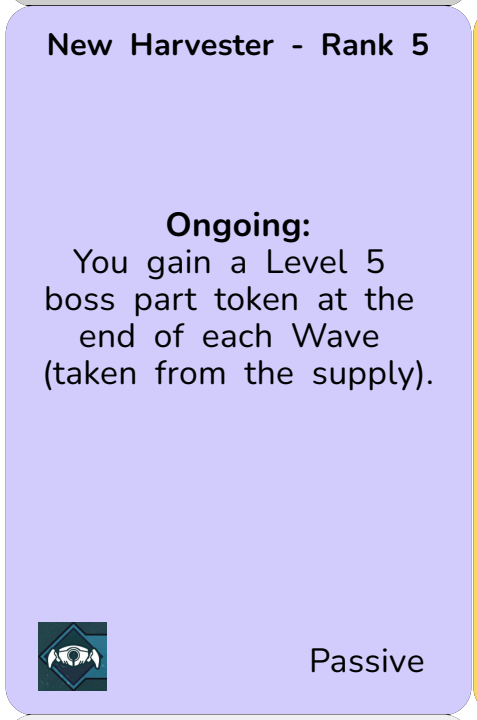 New Harvester - Rank 5
Ongoing:
You gain a Level 5
boss part token at the
end of each Wave
(taken from the supply).
Passive